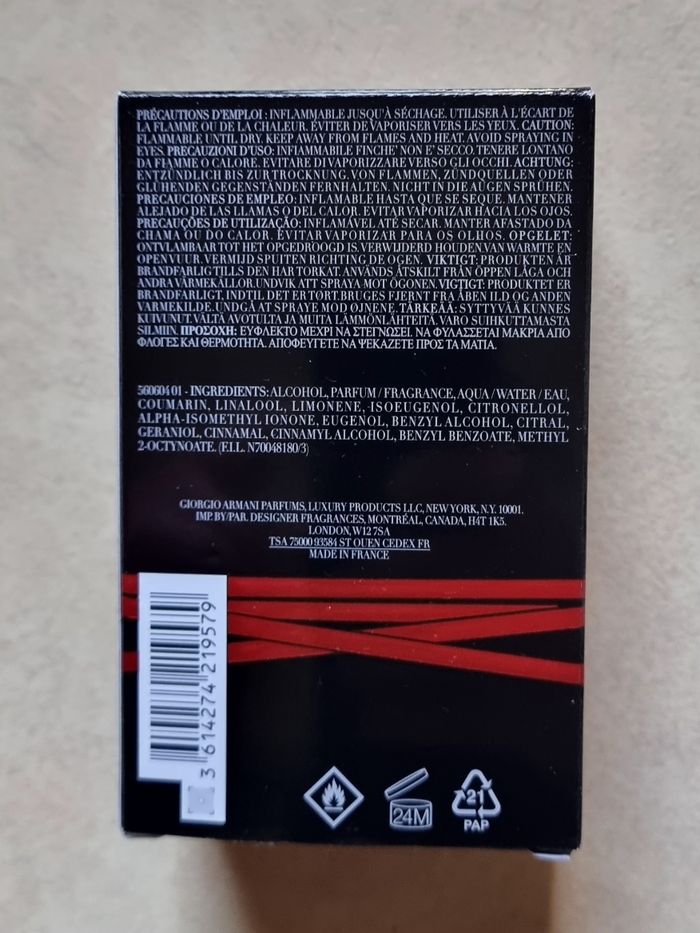 PRÉCAUTIONS D'EMPLOI : INFLAMMABLE JUSQU'À SÉCHAGE. UTILISER À L'ÉCART DE
LA FLAMME OU DE LA CHALEUR. ÉVITER DE VAPORISER VERS LES YEUX. CAUTION:
FLAMMABLE UNTIL DRY. KEEP AWAY FROM FLAMES AND HEAT. AVOID SPRAYING IN
EYES. PRECAUZIONI D'USO: INFIAMMABILE FINCHE' NON E' SECCO. TENERE LONTANO
DA FIAMME O CALORE. EVITARE DI VAPORIZZARE VERSO GLI OCCHI. ACHTUNG:
ENTZÜNDLICH BIS ZUR TROCKNUNG. VON FLAMMEN, ZÜNDQUELLEN ODER
GLÜHENDEN GEGENSTÄNDEN FERNHALTEN. NICHT IN DIE AUGEN SPRÜHEN.
PRECAUCIONES DE EMPLEO: INFLAMABLE HASTA QUE SE SEQUE. MANTENER
ALEJADO DE LAS LLAMAS O DEL CALOR. EVITAR VAPORIZAR HACIA LOS OJOS.
PRECAUÇÕES DE UTILIZAÇÃO: INFLAMÁVEL ATÉ SECAR. MANTER AFASTADO DA
CHAMA OU DO CALOR. EVITAR VAPORIZAR PARA OS OLHOS. OPGELET:
ONTVLAMBAAR TOT HET OPGEDROOGD IS. VERWIJDERD HOUDEN VAN WARMTE EN
OPEN VUUR. VERMIJD SPUITEN RICHTING DE OGEN. VIKTIGT: PRODUKTEN ÄR
BRANDFARLIG TILLS DEN HAR TORKAT. ANVÄNDS ÅTSKILT FRÅN ÖPPEN LÅGA OCH
ANDRA VÄRMEKÄLLOR. UNDVIK ATT SPRAYA MOT ÖGONEN. VIGTIGT: PRODUKTET ER
BRANDFARLIGT, INDTIL DET ER TØRT. BRUGES FJERNT FRA ÅBEN ILD OG ANDEN
VARMEKILDE. UNDGÅ AT SPRAYE MOD ØJNENE. TÄRKEÄÄ: SYTTYVÄÄ KUNNES
KUIVUNUT. VÄLTÄ AVOTULTA JA MUITA LÄMMÖNLÄHTEITÄ. VARO SUIHKUTTAMASTA
SILMIIN. ΠΡΟΣΟΧΗ: ΕΥΦΛΕΚΤΟ ΜΕΧΡΙ ΝΑ ΣΤΕΓΝΩΣΕΙ. ΝΑ ΦΥΛΑΣΣΕΤΑΙ ΜΑΚΡΙΑ ΑΠΟ
ΦΛΟΓΕΣ ΚΑΙ ΘΕΡΜΟΤΗΤΑ. ΑΠΟΦΕΥΓΕΤΕ ΝΑ ΨΕΚΑΖΕΤΕ ΠΡΟΣ ΤΑ ΜΑΤΙΑ.
560604 01 - INGREDIENTS: ALCOHOL, PARFUM / FRAGRANCE, AQUA / WATER / EAU,
COUMARIN, LINALOOL, LIMONENE, ISOEUGENOL, CITRONELLOL,
ALPHA-ISOMETHYL IONONE, EUGENOL, BENZYL ALCOHOL, CITRAL,
GERANIOL, CINNAMAL, CINNAMYL ALCOHOL, BENZYL BENZOATE, METHYL
2-OCTYNOATE. (F.I.L. N70048180/3)
GIORGIO ARMANI PARFUMS, LUXURY PRODUCTS LLC, NEW YORK, N.Y. 10001.
IMP. BY/PAR. DESIGNER FRAGRANCES, MONTRÉAL, CANADA, H4T 1K5.
LONDON, W12 7SA
TSA 75000 93584 ST OUEN CEDEX FR
MADE IN FRANCE
3 614274 219579
24M
21
PAP